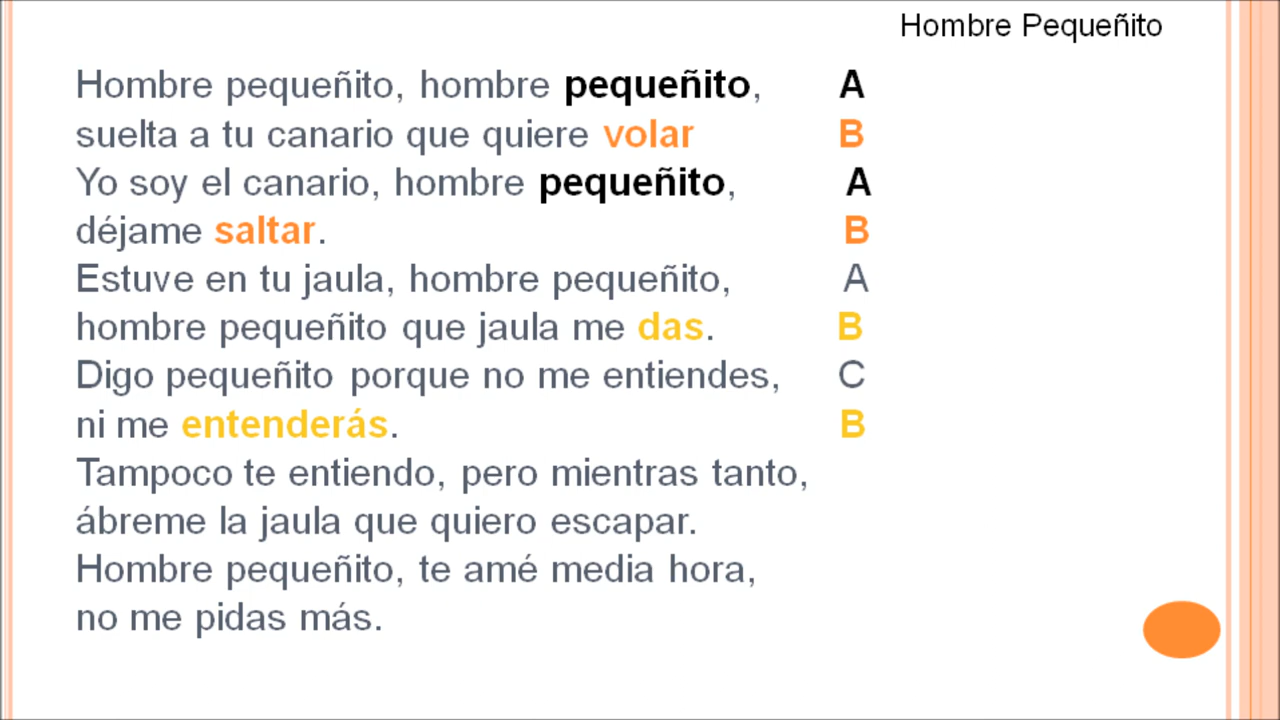 Hombre Pequeñito
Hombre pequeñito, hombre pequeñito, A
suelta a tu canario que quiere volar B
Yo soy el canario, hombre pequeñito, A
déjame saltar. B
Estuve en tu jaula, hombre pequeñito, A
hombre pequeñito que jaula me das. B
Digo pequeñito porque no me entiendes, C
ni me entenderás. B
Tampoco te entiendo, pero mientras tanto,
ábreme la jaula que quiero escapar.
Hombre pequeñito, te amé media hora,
no me pidas más.